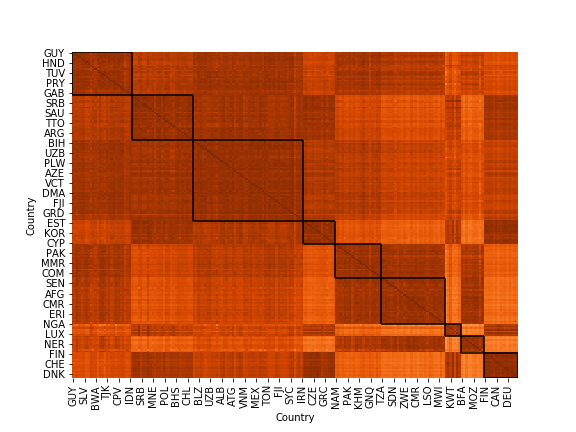 GUY
HND
TUV
PRY
GAB
SRB
SAU
TTO
ARG
BIH
UZB
PLW
AZE
VCT
DMA
FJI
GRD
EST
KOR
CYP
PAK
MMR
COM
SEN
AFG
CMR
ERI
NGA
LUX
NER
FIN
CHE
DNK
Country
GUY SLV BWA TJK CPV IDN SRB MNE POL BHS CHL BLZ UZB ALB ATG VNM MEX TON FJI SYC IRN CZE GRC NAM PAK KHM GNQ TZA SDN ZWE CMR LSO MWI KWT BFA MOZ FIN CAN DEU
Country